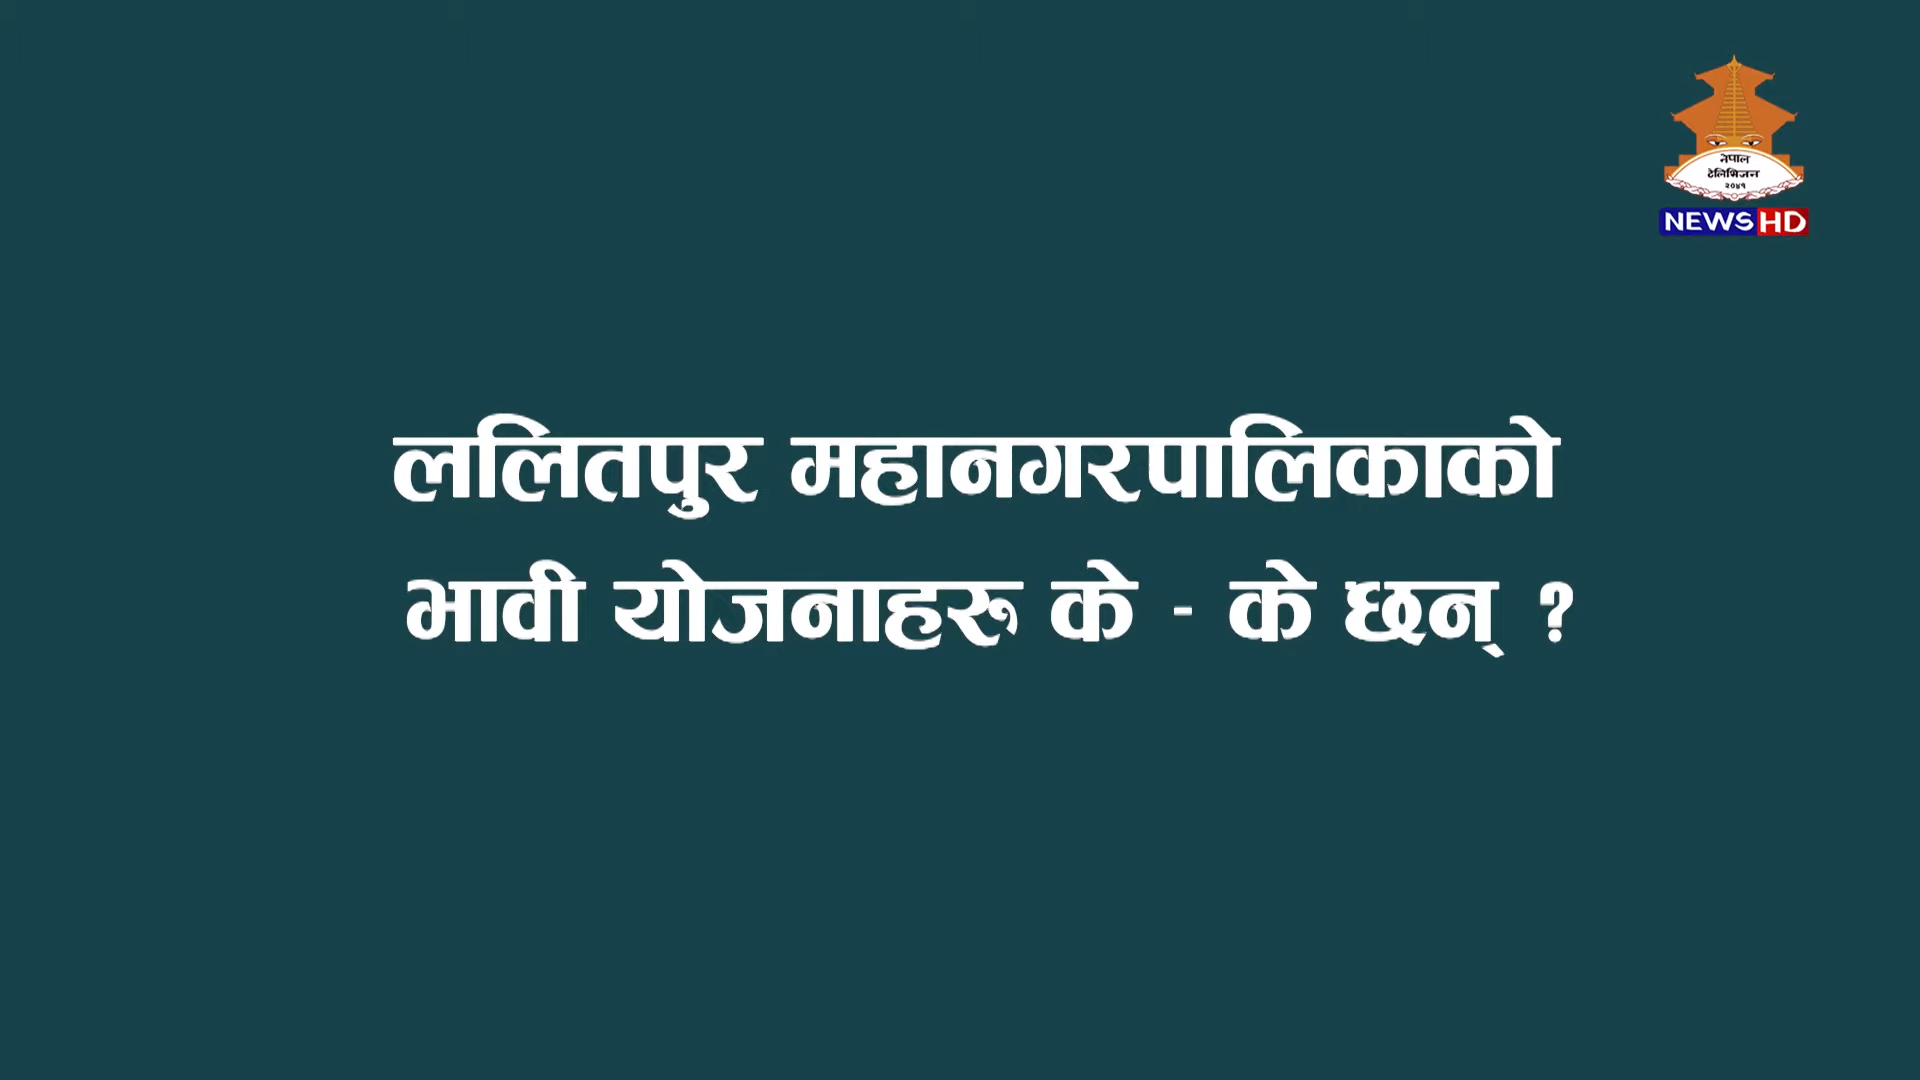 नेपाल
टेलिभिजन
२०४१
NEWS HD
ललितपुर महानगरपालिकाको
भावी योजनाहरु के - के छन् ?